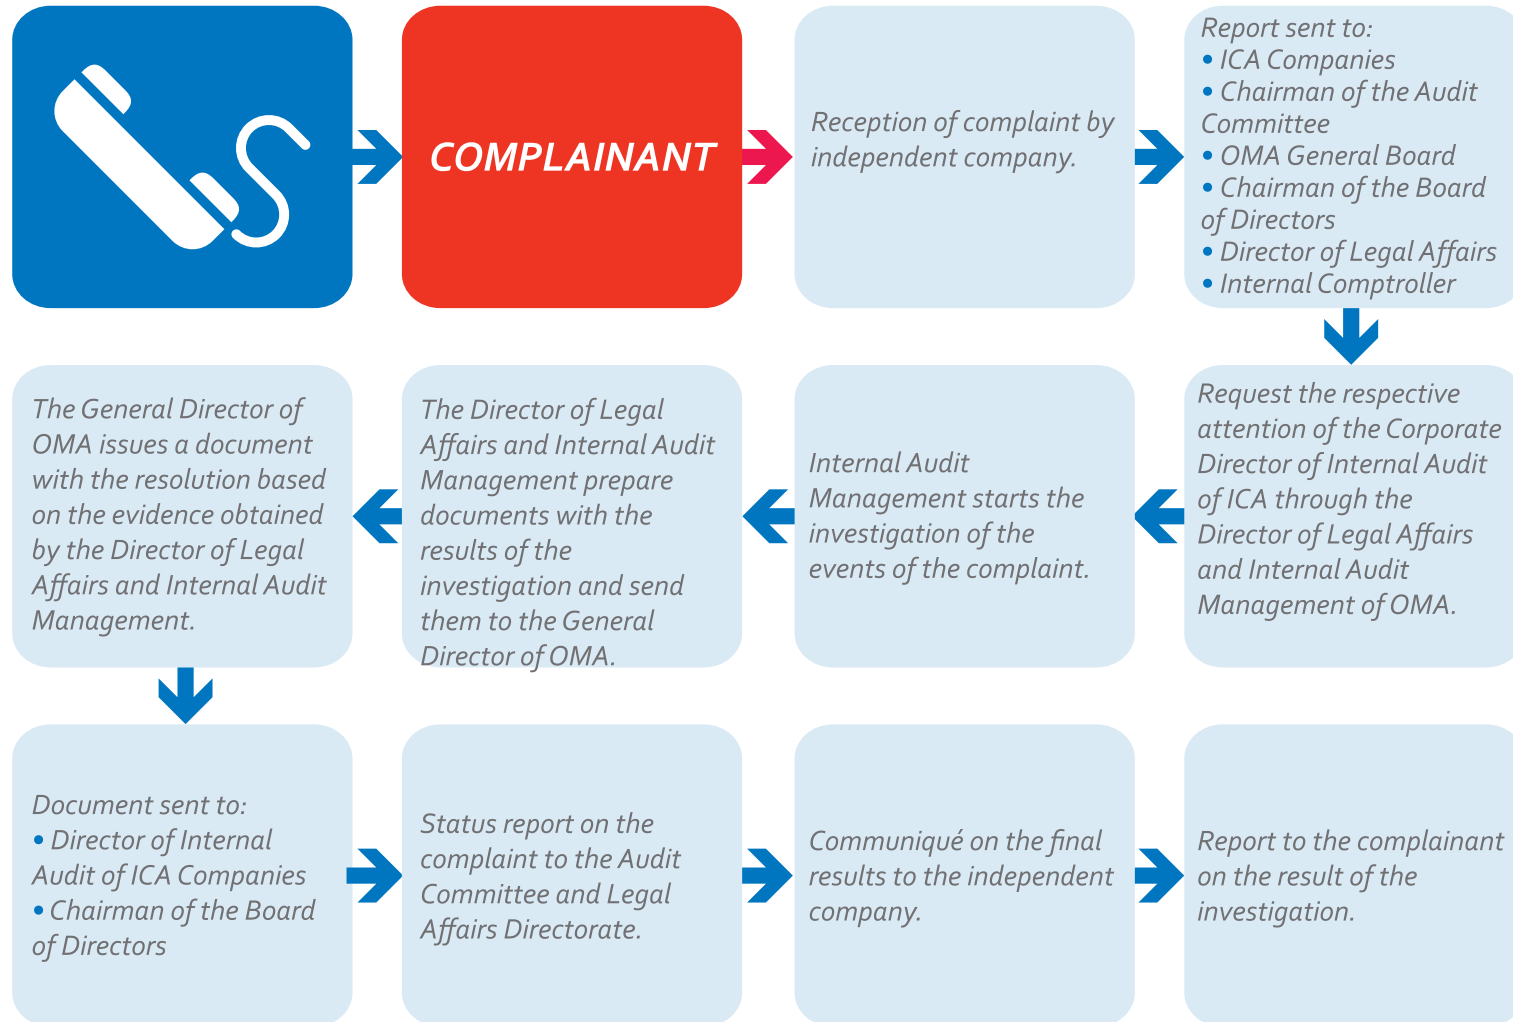 COMPLAINANT
Reception of complaint by
independent company.
Report sent to:
• ICA Companies
• Chairman of the Audit
Committee
• OMA General Board
• Chairman of the Board
of Directors
• Director of Legal Affairs
• Internal Comptroller
Request the respective
attention of the Corporate
Director of Internal Audit
of ICA through the
Director of Legal Affairs
and Internal Audit
Management of OMA.
Internal Audit
Management starts the
investigation of the
events of the complaint.
The Director of Legal
Affairs and Internal Audit
Management prepare
documents with the
results of the
investigation and send
them to the General
Director of OMA.
The General Director of
OMA issues a document
with the resolution based
on the evidence obtained
by the Director of Legal
Affairs and Internal Audit
Management.
Document sent to:
• Director of Internal
Audit of ICA Companies
• Chairman of the Board
of Directors
Status report on the
complaint to the Audit
Committee and Legal
Affairs Directorate.
Communiqué on the final
results to the independent
company.
Report to the complainant
on the result of the
investigation.